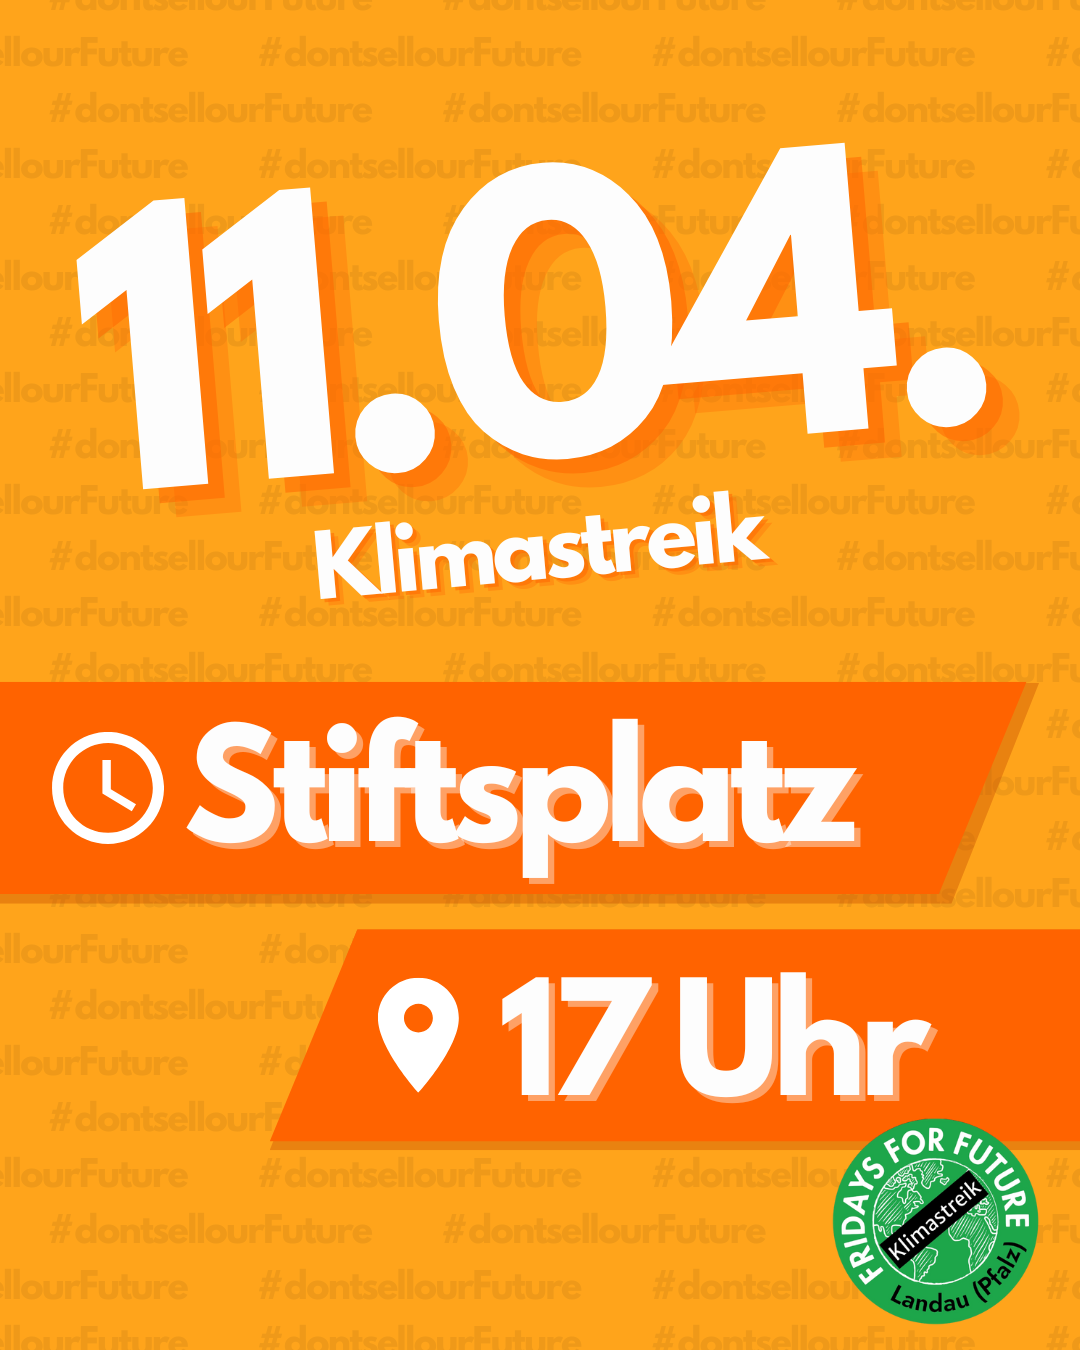 #dontsellourFuture
11.04.
Klimastreik
Stiftsplatz
17 Uhr
FRIDAYS FOR FUTURE
Klimastreik
Landau (Pfalz)